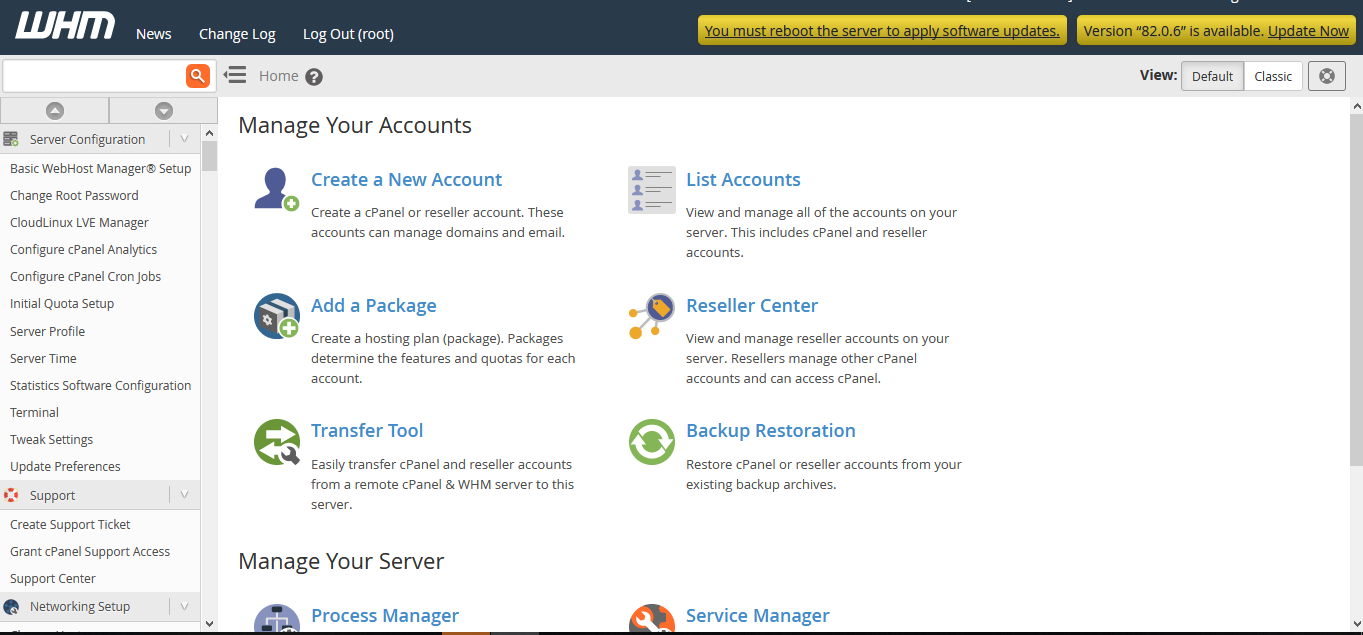 WHM
News
Change Log
Log Out (root)
You must reboot the server to apply software updates.
Version “82.0.6” is available. Update Now
Home
View:
Default
Classic
Server Configuration
Basic WebHost Manager® Setup
Change Root Password
CloudLinux LVE Manager
Configure cPanel Analytics
Configure cPanel Cron Jobs
Initial Quota Setup
Server Profile
Server Time
Statistics Software Configuration
Terminal
Tweak Settings
Update Preferences
Support
Create Support Ticket
Grant cPanel Support Access
Support Center
Networking Setup
Manage Your Accounts
Create a New Account
Create a cPanel or reseller account. These
accounts can manage domains and email.
List Accounts
View and manage all of the accounts on your
server. This includes cPanel and reseller
accounts.
Add a Package
Create a hosting plan (package). Packages
determine the features and quotas for each
account.
Reseller Center
View and manage reseller accounts on your
server. Resellers manage other cPanel
accounts and can access cPanel.
Transfer Tool
Easily transfer cPanel and reseller accounts
from a remote cPanel & WHM server to this
server.
Backup Restoration
Restore cPanel or reseller accounts from your
existing backup archives.
Manage Your Server
Process Manager
Service Manager